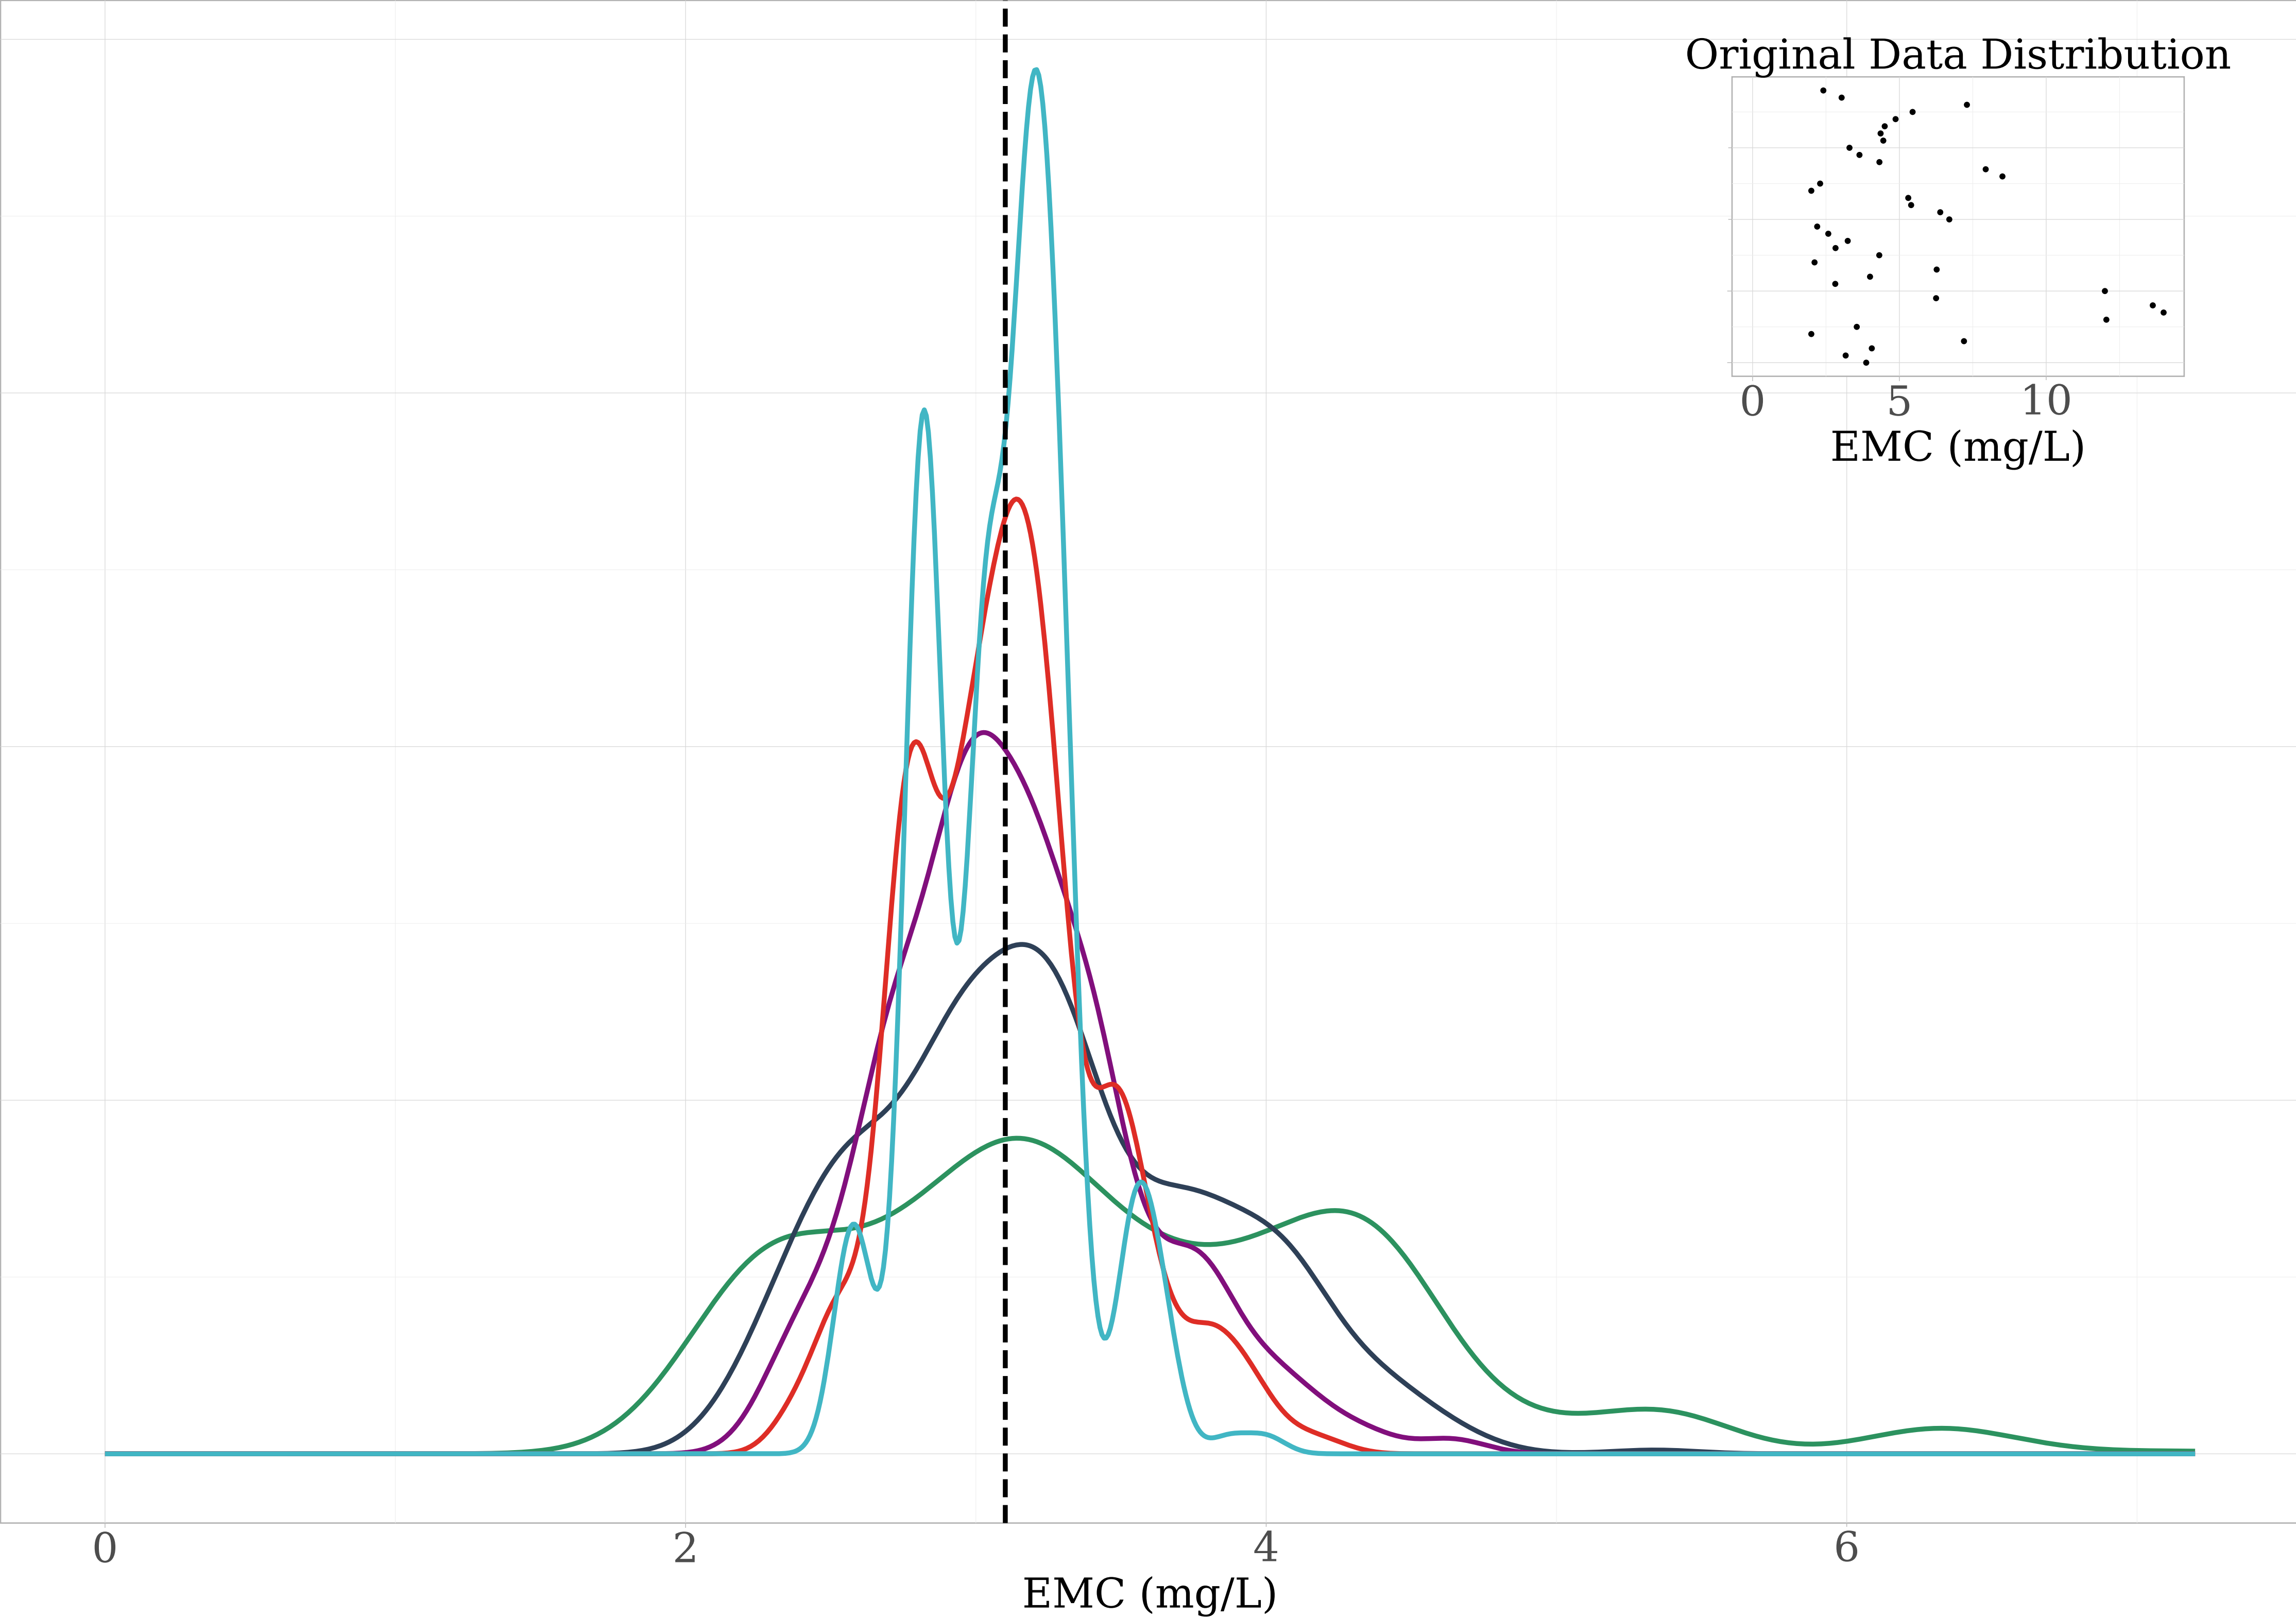 Original Data Distribution
0 5 10
EMC (mg/L)
0 2 4 6
EMC (mg/L)